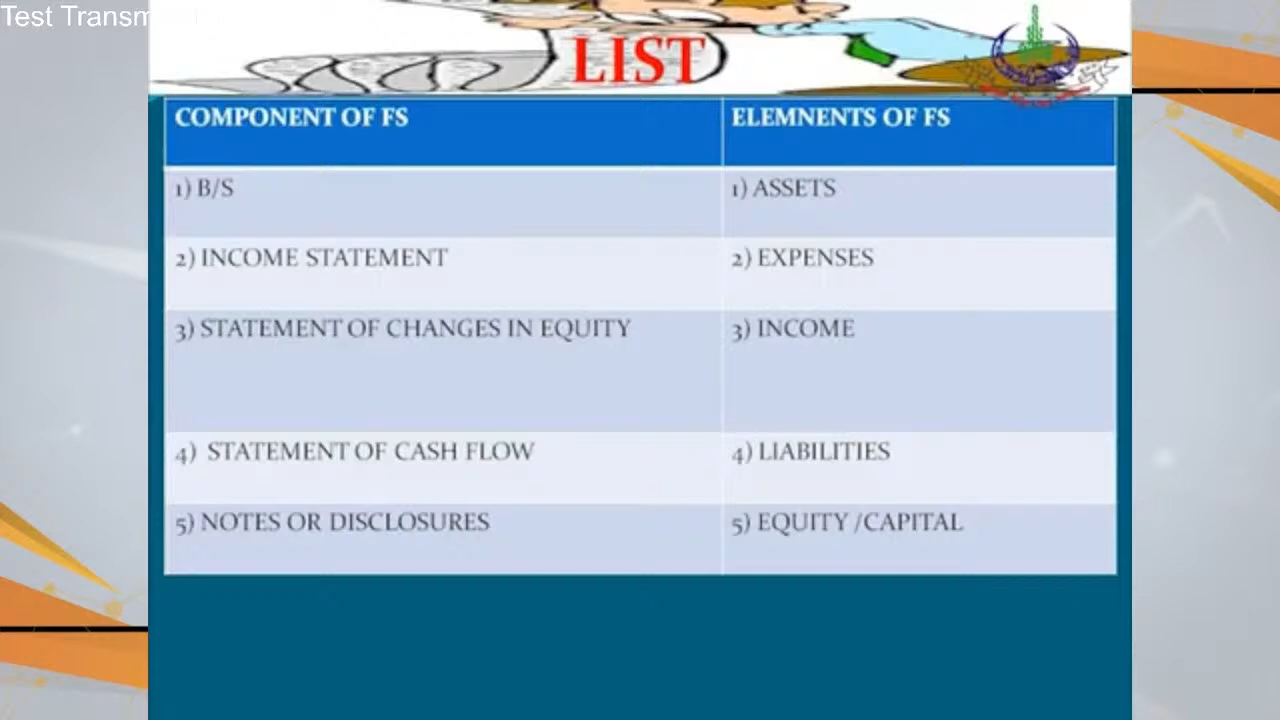 Test Transm
LIST
COMPONENT OF FS
ELEMNENTS OF FS
1) B/S
1) ASSETS
2) INCOME STATEMENT
2) EXPENSES
3) STATEMENT OF CHANGES IN EQUITY
3) INCOME
4) STATEMENT OF CASH FLOW
4) LIABILITIES
5) NOTES OR DISCLOSURES
5) EQUITY /CAPITAL